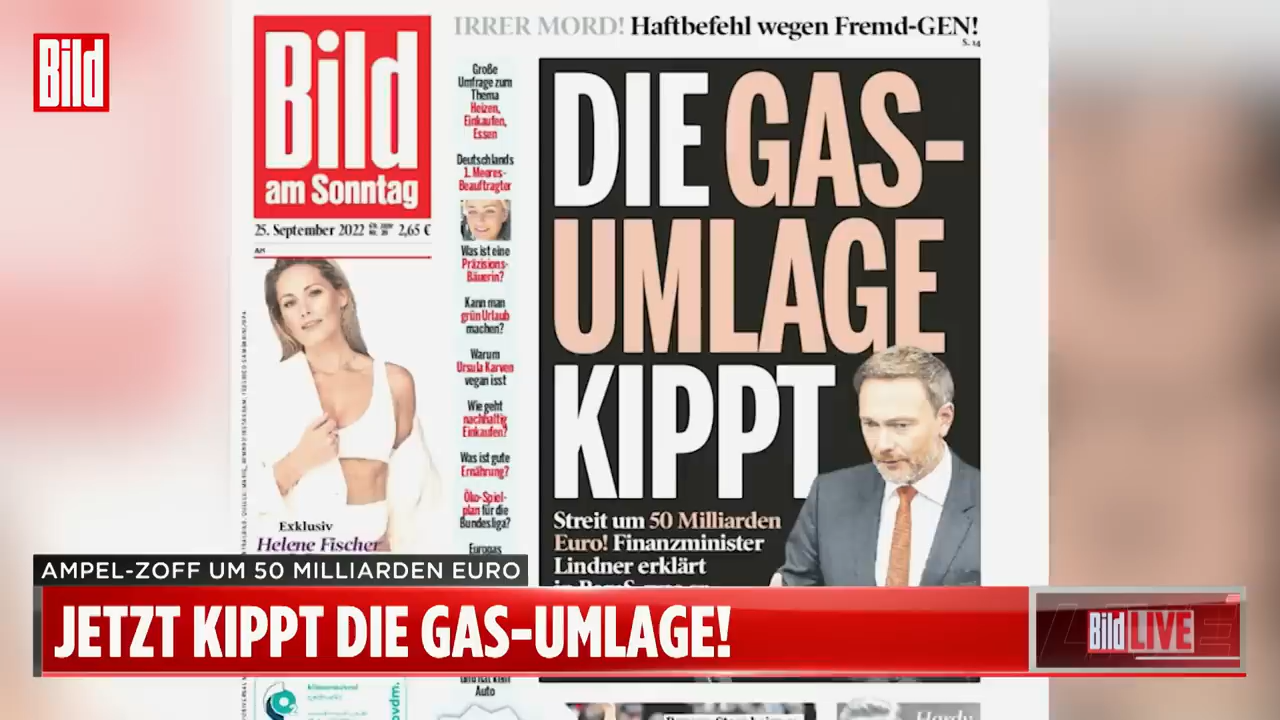 Bild
IRRER MORD! Haftbefehl wegen Fremd-GEN!
S. 14
Bild
am Sonntag
25. September 2022
2,65 €
Große
Umfrage zum
Thema
Heizen,
Einkaufen,
Essen
Deutschlands
1. Meeres-
Beauftragter
Was ist eine
Präzisions-
Bäuerin?
Kann man
grün Urlaub
machen?
Warum
Ursula Karven
vegan isst
Wie geht
nachhaltig
Einkaufen?
Was ist gute
Ernährung?
Öko-Spiel-
plan für die
Bundesliga?
Europas
Exklusiv
Helene Fischer
DIE GAS-
UMLAGE
KIPPT
Streit um 50 Milliarden
Euro! Finanzminister
Lindner erklärt
AMPEL-ZOFF UM 50 MILLIARDEN EURO
JETZT KIPPT DIE GAS-UMLAGE!
Bild LIVE
Auto
Hardy